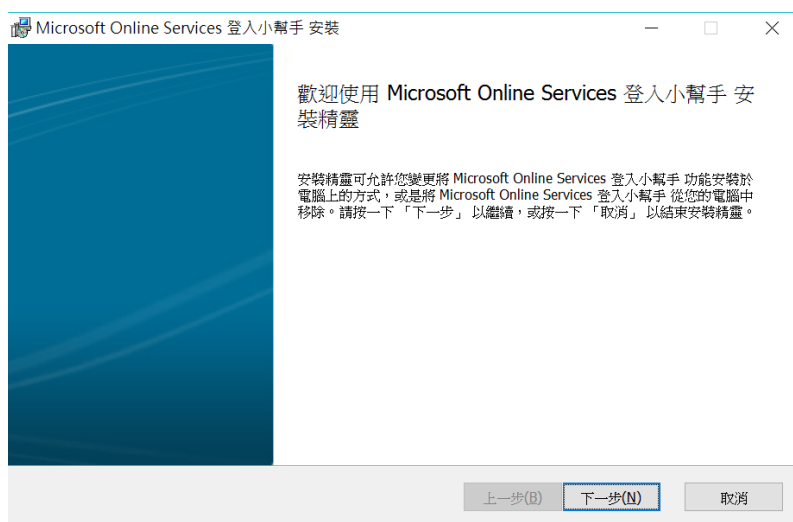 Microsoft Online Services 登入小幫手 安裝
歡迎使用 Microsoft Online Services 登入小幫手 安
裝精靈
安裝精靈可允許您變更將 Microsoft Online Services 登入小幫手 功能安裝於
電腦上的方式，或是將 Microsoft Online Services 登入小幫手 從您的電腦中
移除。請按一下「下一步」 以繼續，或按一下「取消」 以結束安裝精靈。
上一步(B)
下一步(N)
取消